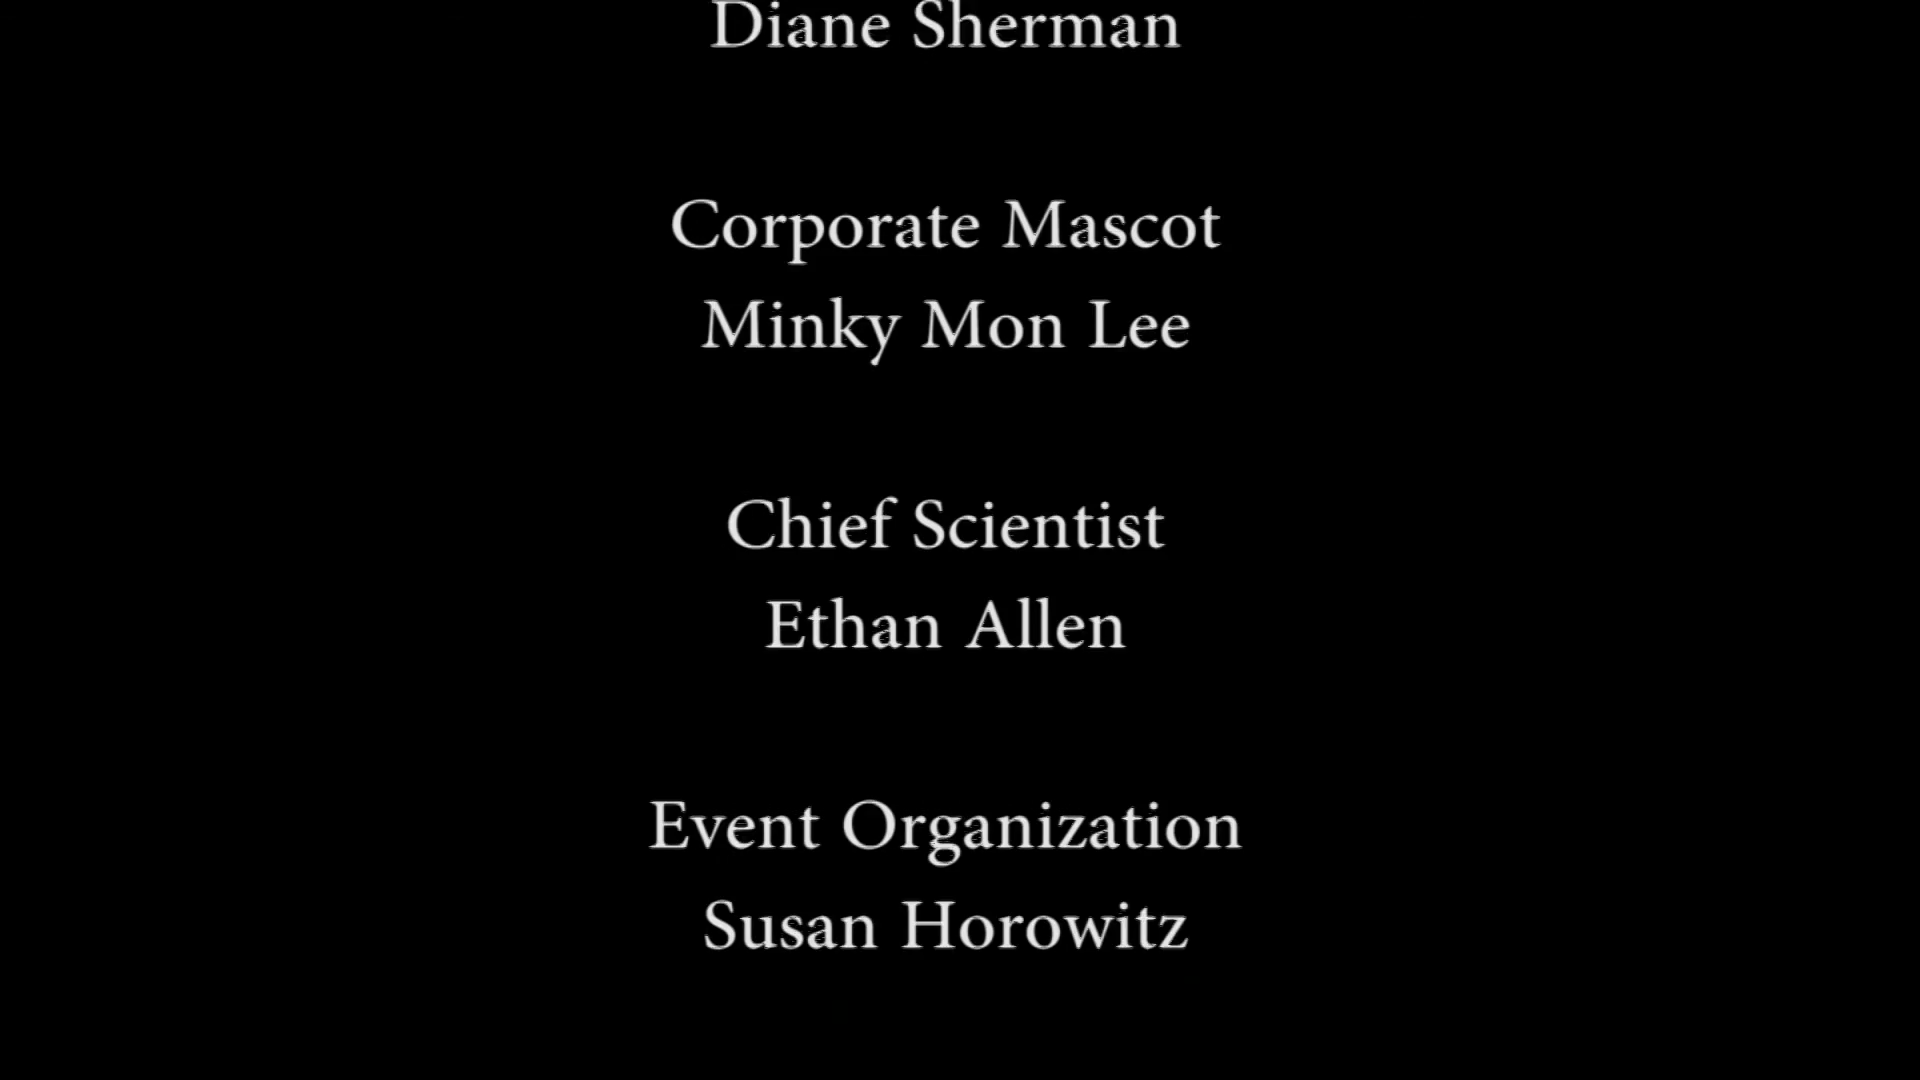 Diane Sherman
Corporate Mascot
Minky Mon Lee
Chief Scientist
Ethan Allen
Event Organization
Susan Horowitz